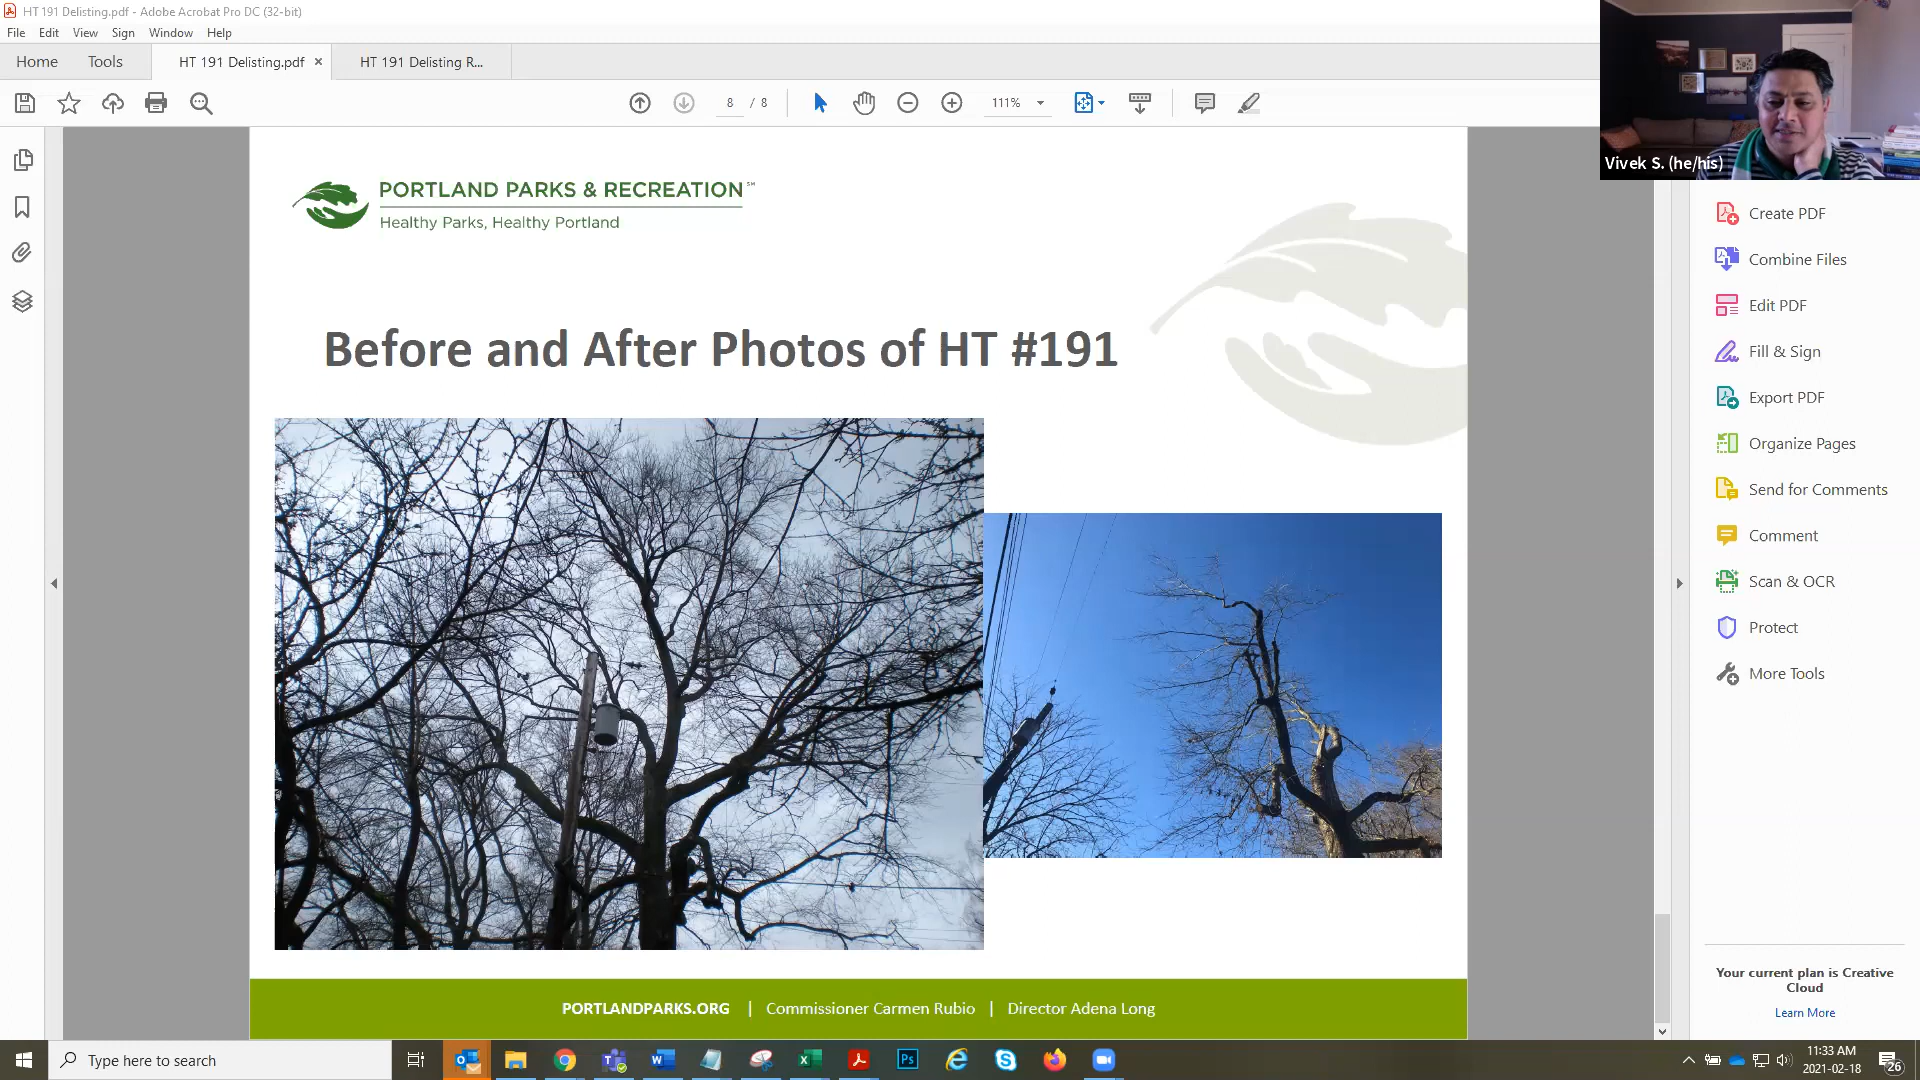 HT 191 Delisting.pdf - Adobe Acrobat Pro DC (32-bit)
File Edit View Sign Window Help
Home Tools HT 191 Delisting.pdf × HT 191 Delisting R...
8 / 8 111%
Vivek S. (he/his)
PORTLAND PARKS & RECREATION℠
Healthy Parks, Healthy Portland
Before and After Photos of HT #191
PORTLANDPARKS.ORG | Commissioner Carmen Rubio | Director Adena Long
Create PDF
Combine Files
Edit PDF
Fill & Sign
Export PDF
Organize Pages
Send for Comments
Comment
Scan & OCR
Protect
More Tools
Your current plan is Creative
Cloud
Learn More
Type here to search
11:33 AM
2021-02-18
26